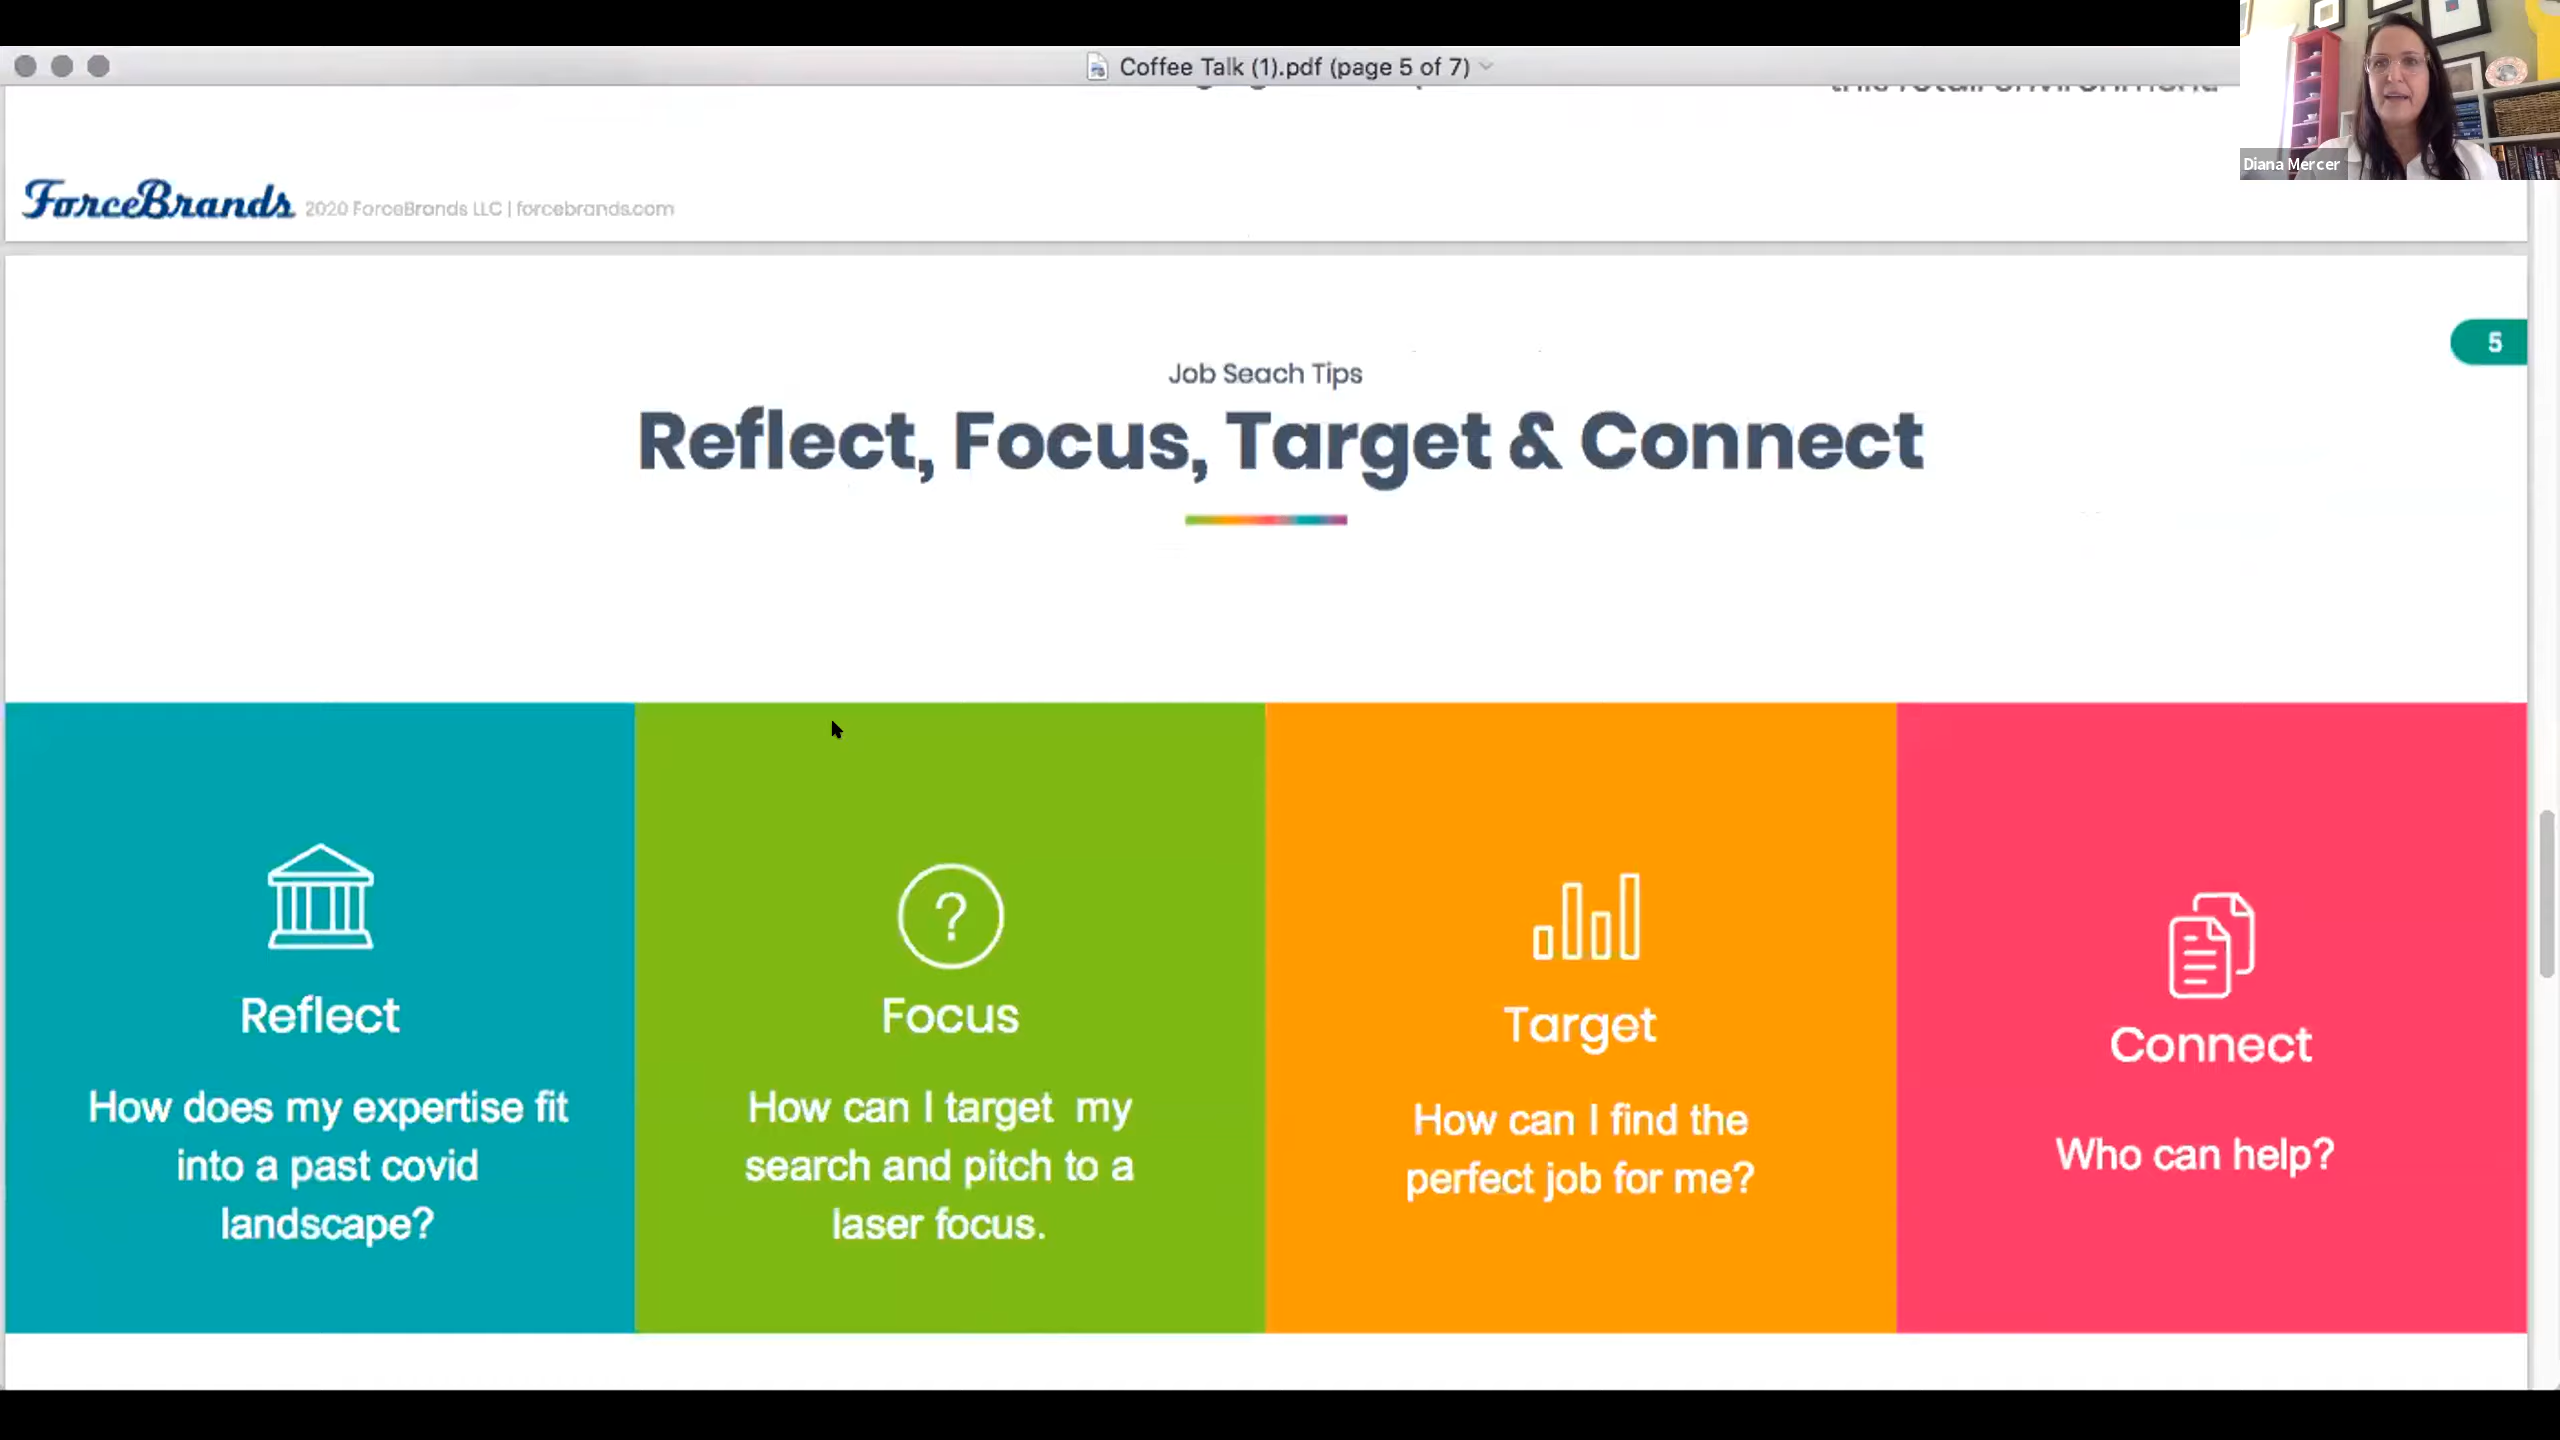 Coffee Talk (1).pdf (page 5 of 7)
Diana Mercer
ForceBrands 2020 ForceBrands LLC | forcebrands.com
5
Job Seach Tips
Reflect, Focus, Target & Connect
?
Reflect
How does my expertise fit
into a past covid
landscape?
Focus
How can I target my
search and pitch to a
laser focus.
Target
How can I find the
perfect job for me?
Connect
Who can help?